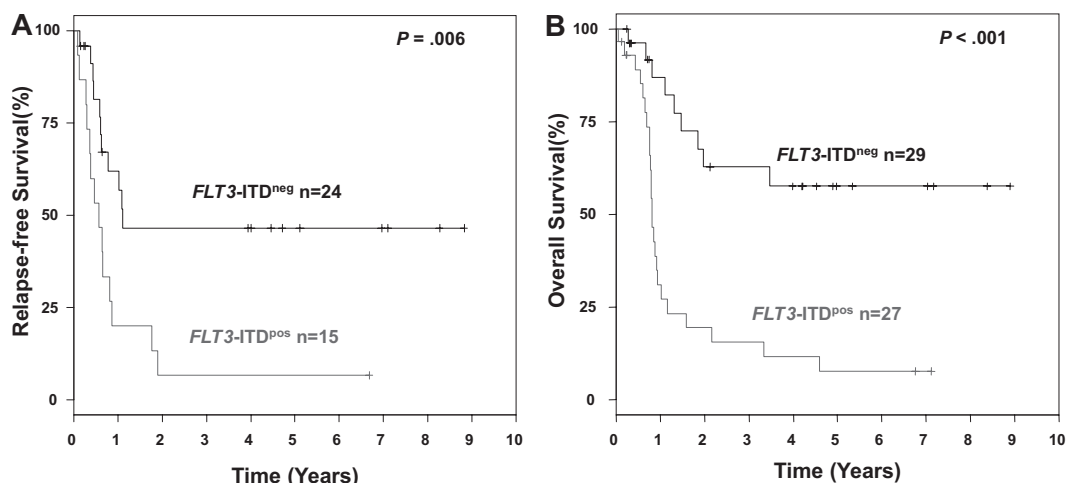 A
P = .006
Relapse-free Survival(%)
100
75
50
25
0
FLT3-ITDneg n=24
FLT3-ITDpos n=15
0 1 2 3 4 5 6 7 8 9 10
Time (Years)
B
P < .001
Overall Survival(%)
100
75
50
25
0
FLT3-ITDneg n=29
FLT3-ITDpos n=27
0 1 2 3 4 5 6 7 8 9 10
Time (Years)